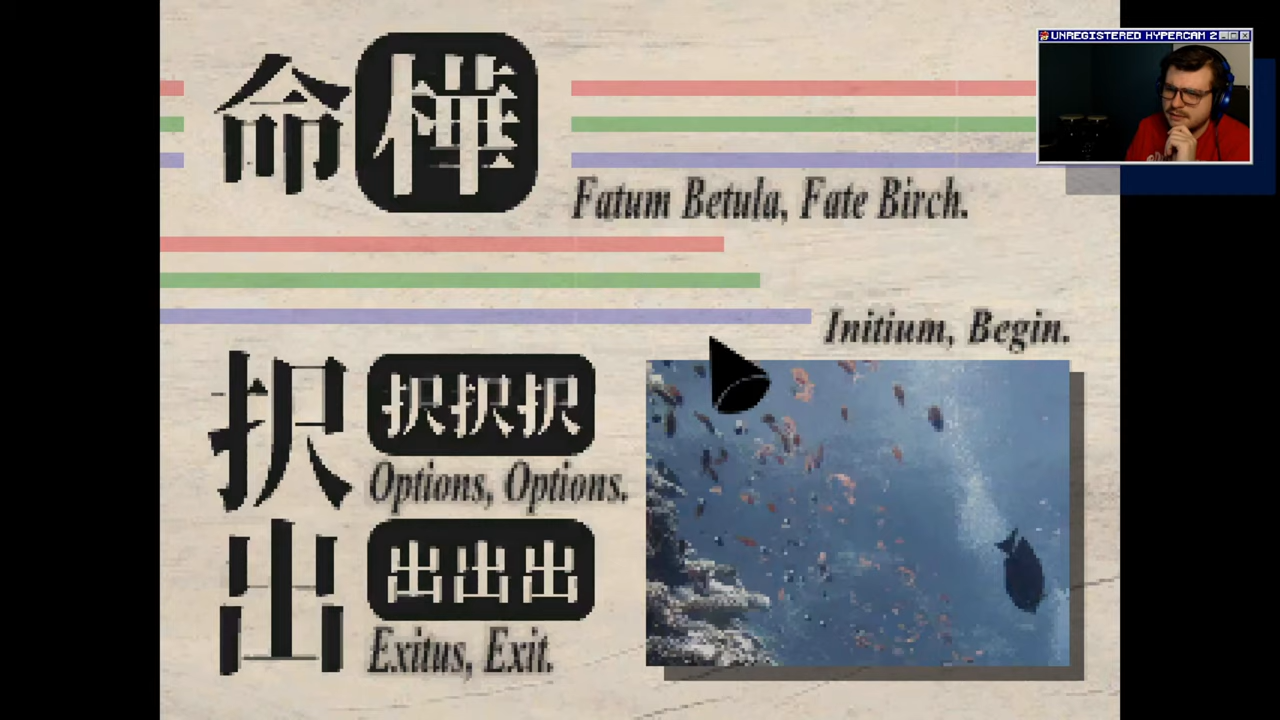 UNREGISTERED HYPERCAM 2
命樺
Fatum Betula, Fate Birch.
Initium, Begin.
択 択択択
Options, Options.
出 出出出
Exitus, Exit.